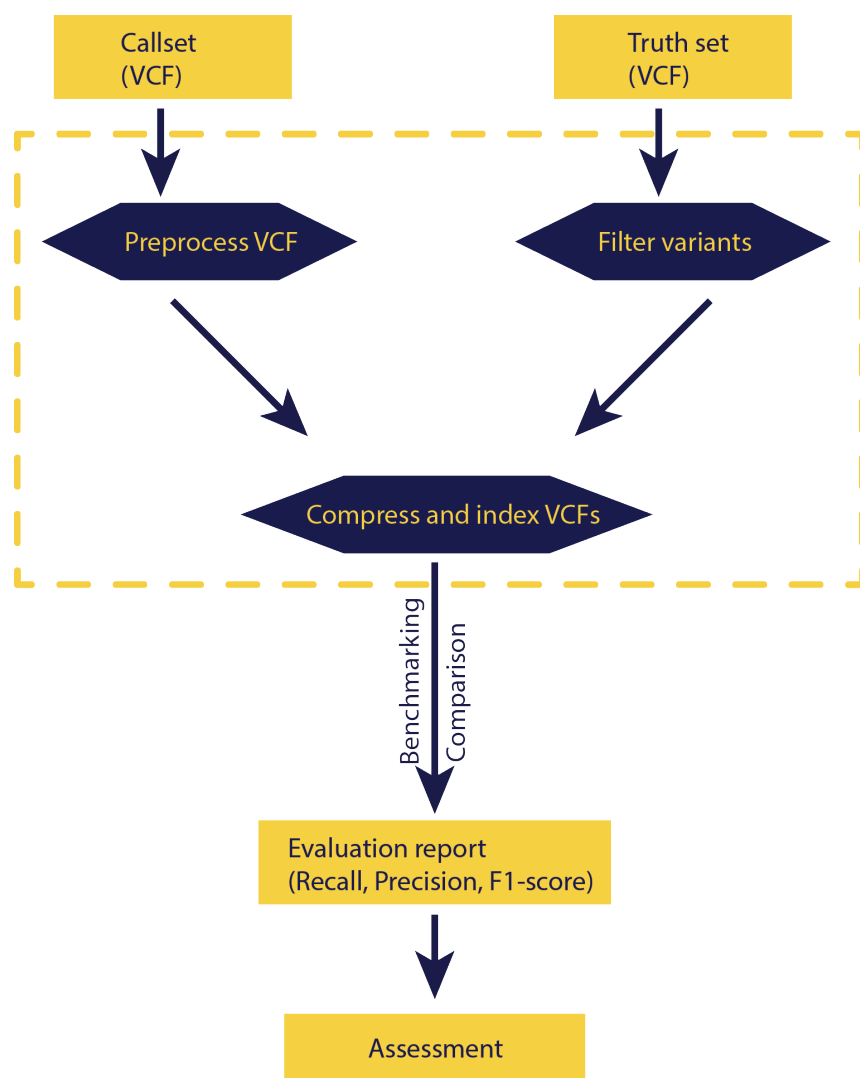 Callset
(VCF)
Truth set
(VCF)
Preprocess VCF
Filter variants
Compress and index VCFs
Benchmarking
Comparison
Evaluation report
(Recall, Precision, F1-score)
Assessment